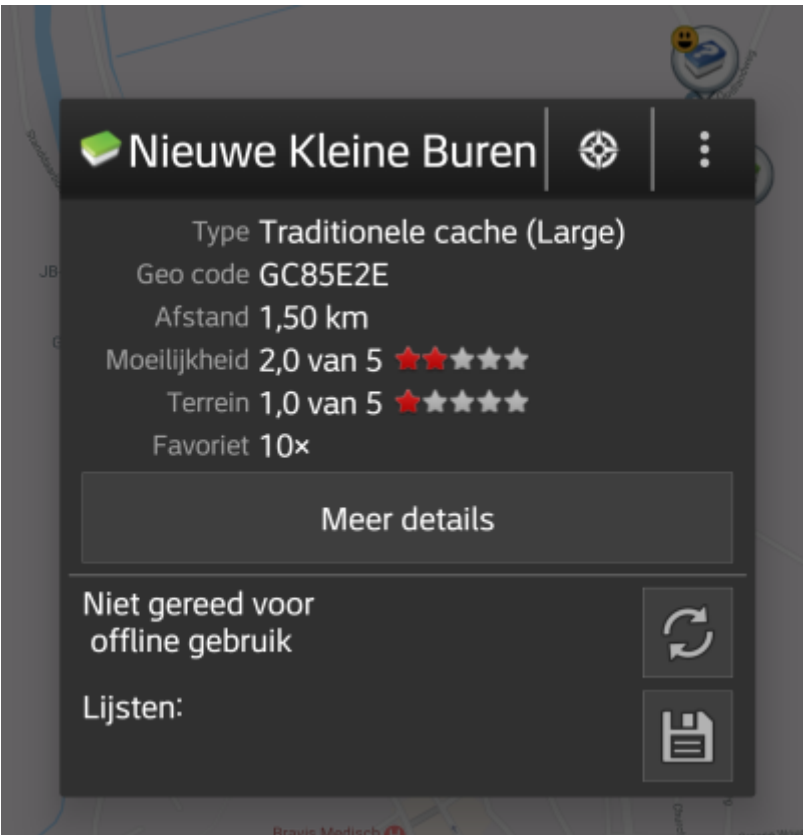 Nieuwe Kleine Buren
Type Traditionele cache (Large)
JB-
Geo code GC85E2E
Afstand 1,50 km
Moeilijkheid 2,0 van 5
Terrein 1,0 van 5
Favoriet 10×
Meer details
Niet gereed voor
offline gebruik
Lijsten:
Bravis Medisch